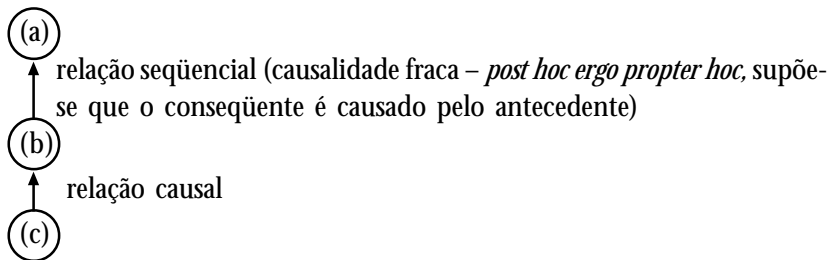 (a)
relação seqüencial (causalidade fraca – post hoc ergo propter hoc, supõe-
se que o conseqüente é causado pelo antecedente)
(b)
relação causal
(c)